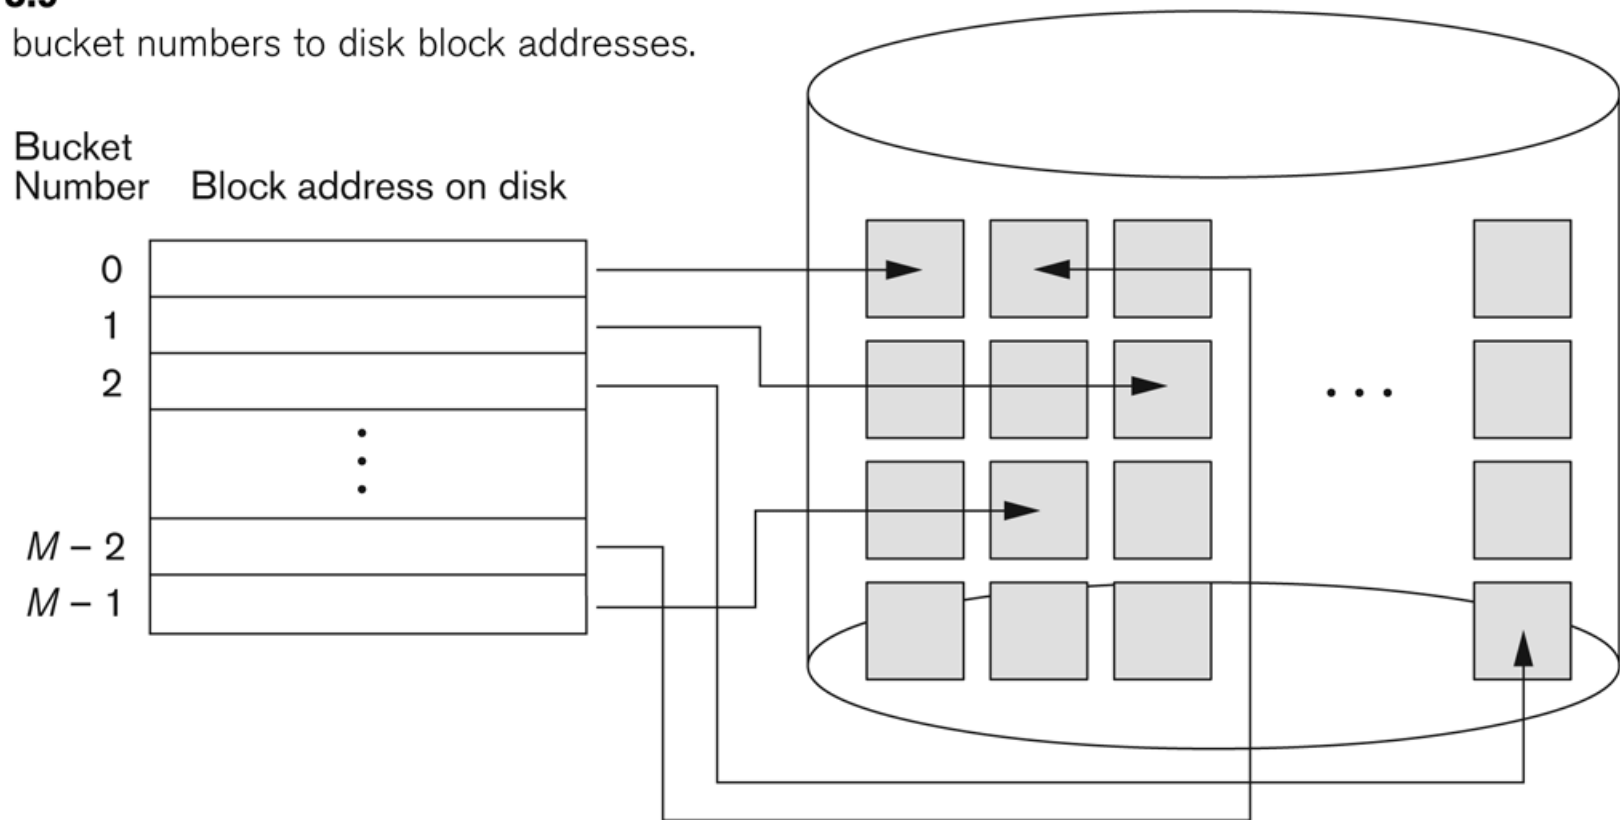 bucket numbers to disk block addresses.
Bucket
Number Block address on disk
0
1
2
M – 2
M – 1